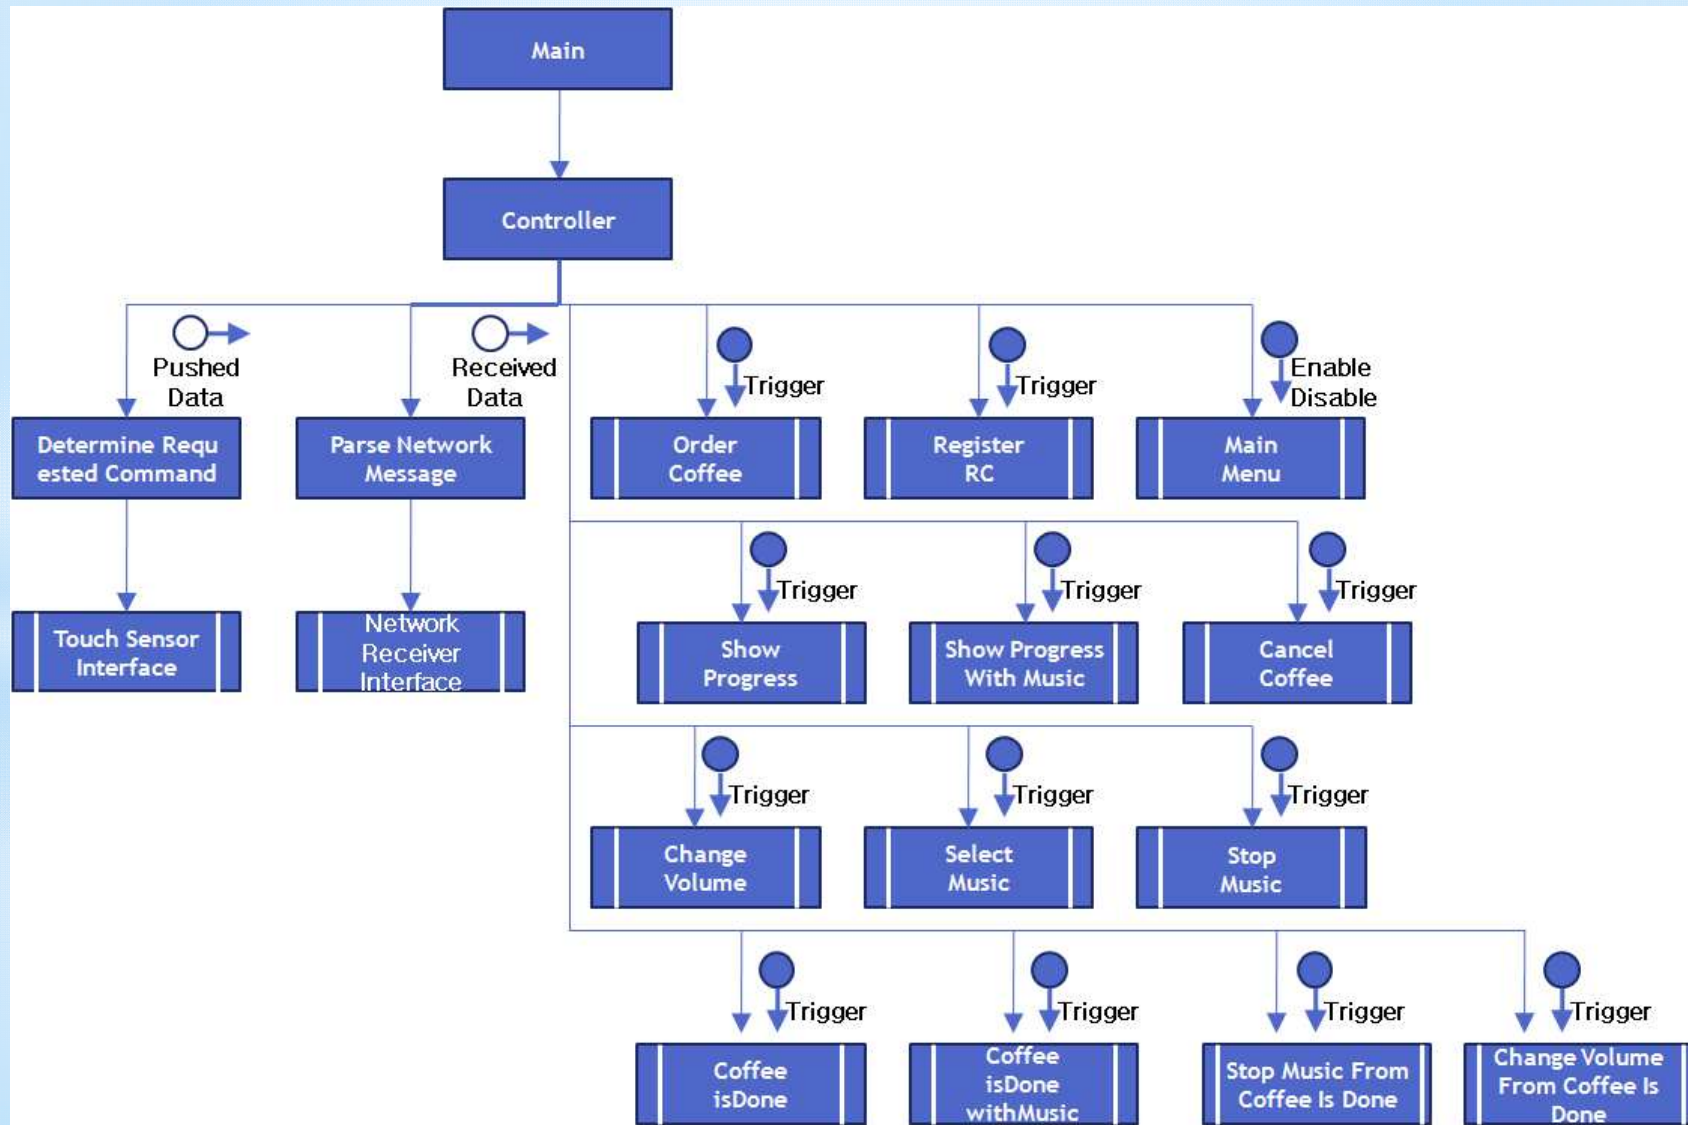 Main
Controller
Pushed
Data
Received
Data
Trigger
Trigger
Enable
Disable
Determine Requ
ested Command
Parse Network
Message
Order
Coffee
Register
RC
Main
Menu
Trigger
Trigger
Trigger
Touch Sensor
Interface
Network
Receiver
Interface
Show
Progress
Show Progress
With Music
Cancel
Coffee
Trigger
Trigger
Trigger
Change
Volume
Select
Music
Stop
Music
Trigger
Trigger
Trigger
Trigger
Coffee
isDone
Coffee
isDone
withMusic
Stop Music From
Coffee Is Done
Change Volume
From Coffee Is
Done